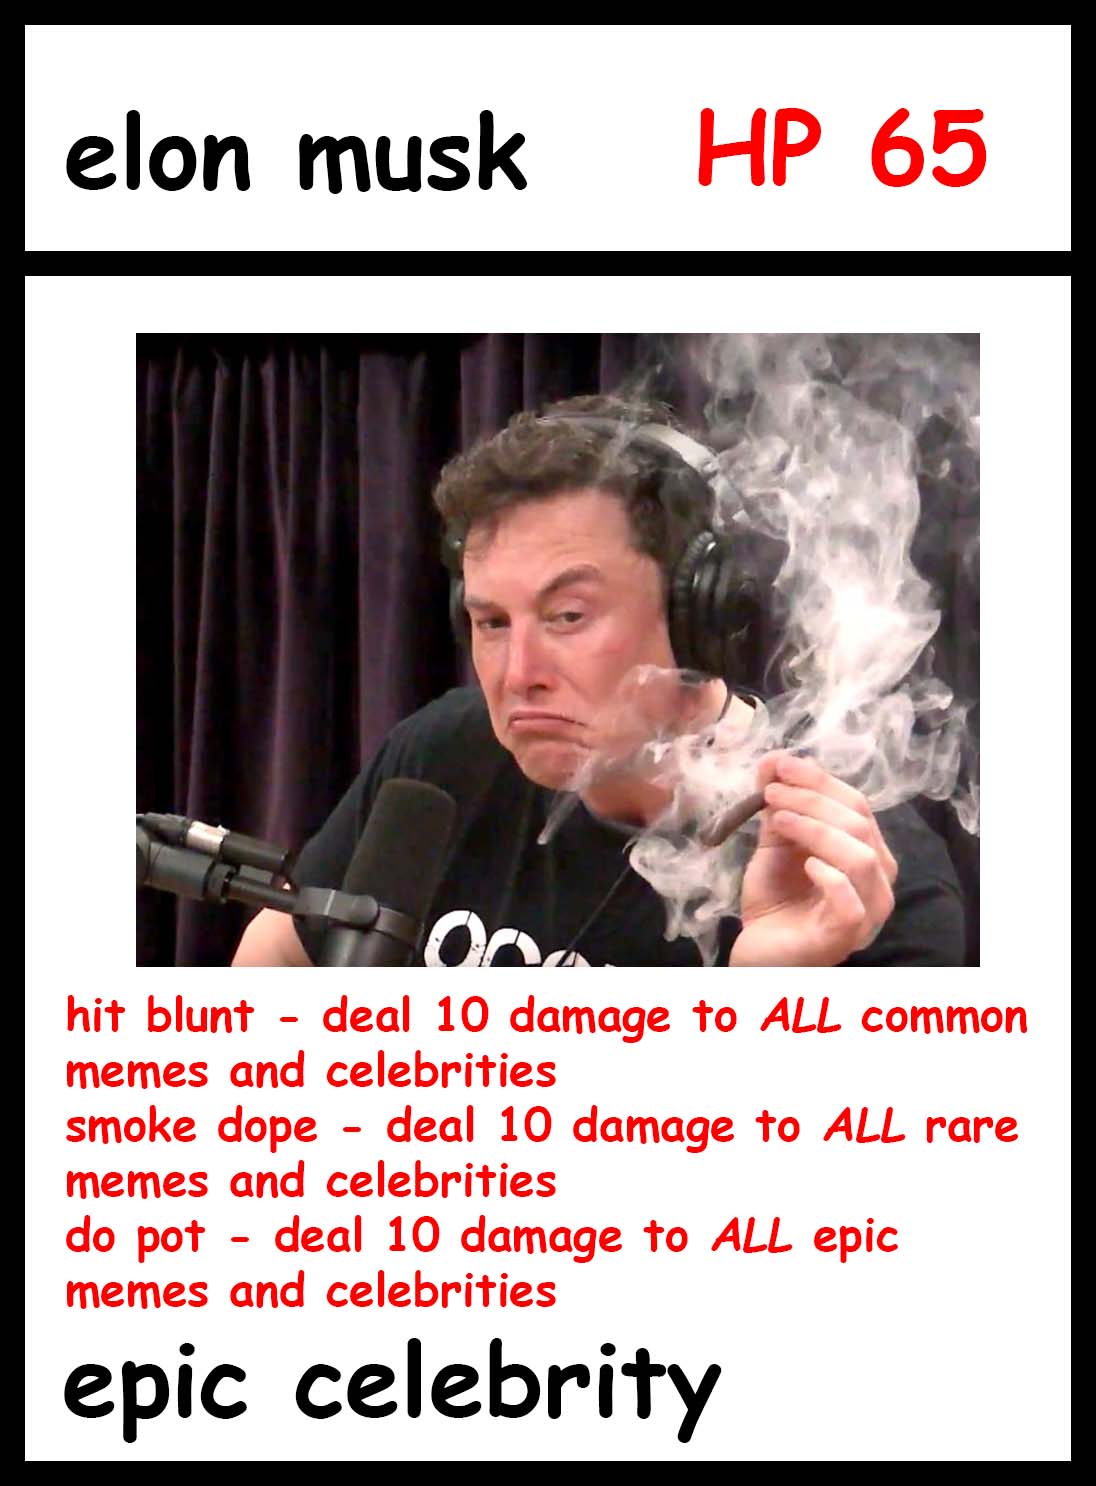 elon musk HP 65
hit blunt - deal 10 damage to ALL common
memes and celebrities
smoke dope - deal 10 damage to ALL rare
memes and celebrities
do pot - deal 10 damage to ALL epic
memes and celebrities
epic celebrity